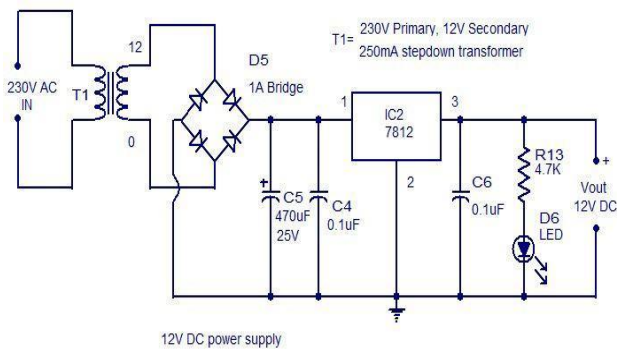 230V AC
IN
T1
12
0
D5
1A Bridge
T1= 230V Primary, 12V Secondary
250mA stepdown transformer
1
IC2
7812
3
2
+
C5
470uF
25V
C4
0.1uF
C6
0.1uF
R13
4.7K
D6
LED
+
Vout
12V DC
-
12V DC power supply